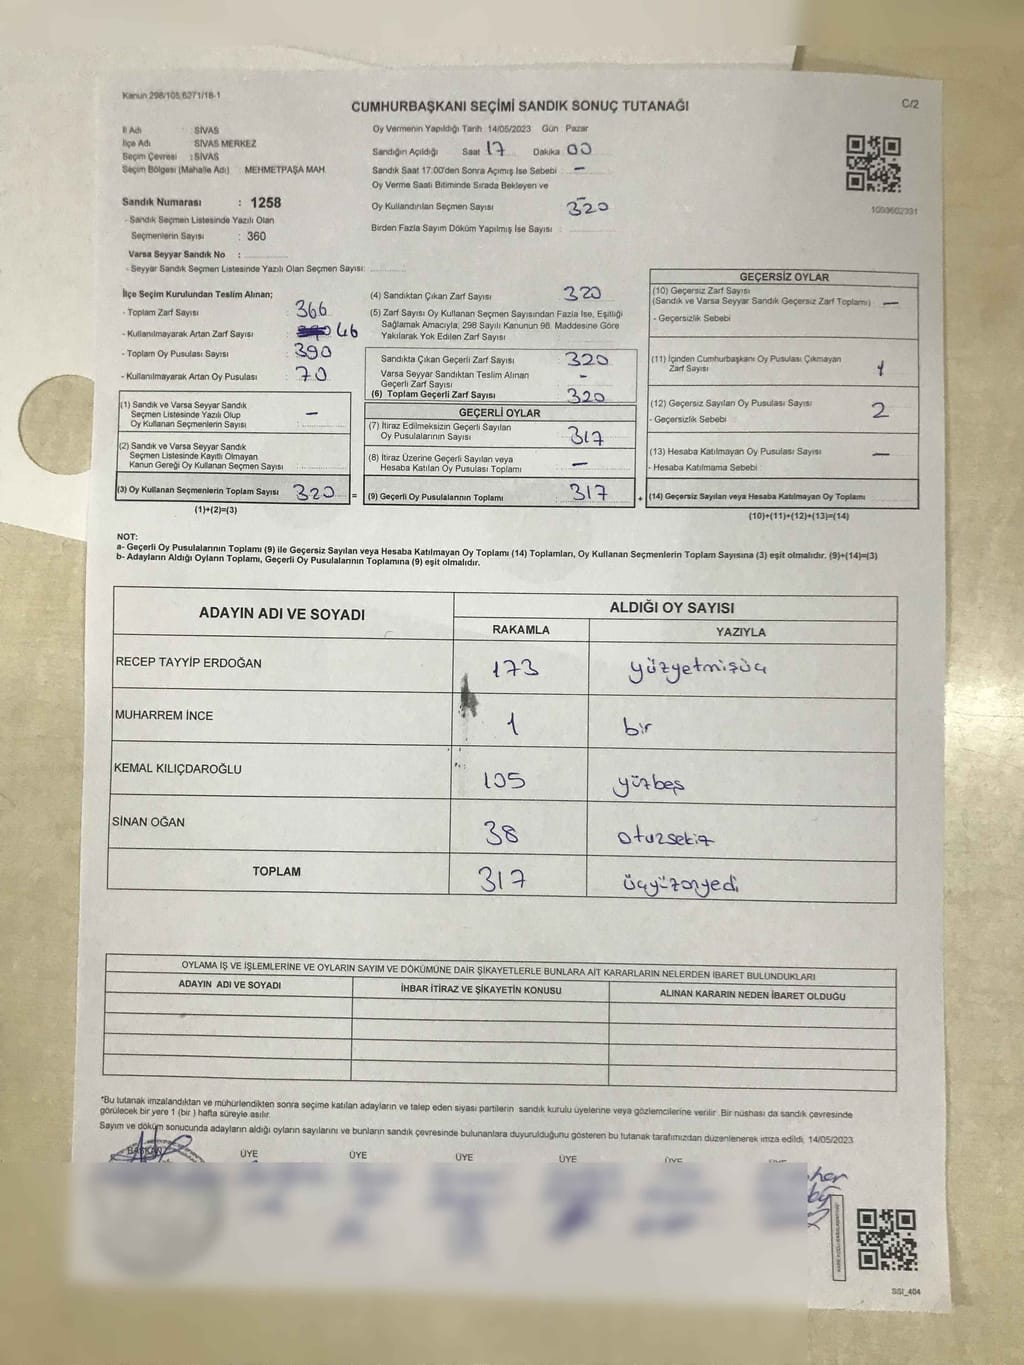 Kanun 298/105,6271/18-1
CUMHURBAŞKANI SEÇİMİ SANDIK SONUÇ TUTANAĞI
C/2
İl Adı : SİVAS
İlçe Adı : SİVAS MERKEZ
Seçim Çevresi : SİVAS
Seçim Bölgesi (Mahalle Adı) : MEHMETPAŞA MAH.
Sandık Numarası : 1258
- Sandık Seçmen Listesinde Yazılı Olan
Seçmenlerin Sayısı : 360
Varsa Seyyar Sandık No :
- Seyyar Sandık Seçmen Listesinde Yazılı Olan Seçmen Sayısı:
Oy Vermenin Yapıldığı Tarih 14/05/2023 Gün Pazar
Sandığın Açıldığı Saat 17 Dakika 00
Sandık Saat 17:00'den Sonra Açımış İse Sebebi : —
Oy Verme Saati Bitiminde Sırada Bekleyen ve
Oy Kullandırılan Seçmen Sayısı : 320
Birden Fazla Sayım Döküm Yapılmış İse Sayısı :
1093602331
İlçe Seçim Kurulundan Teslim Alınan;
- Toplam Zarf Sayısı : 366
- Kullanılmayarak Artan Zarf Sayısı : 46
- Toplam Oy Pusulası Sayısı : 390
- Kullanılmayarak Artan Oy Pusulası : 70
(1) Sandık ve Varsa Seyyar Sandık
Seçmen Listesinde Yazılı Olup
Oy Kullanan Seçmenlerin Sayısı : —
(2) Sandık ve Varsa Seyyar Sandık
Seçmen Listesinde Kayıtlı Olmayan
Kanun Gereği Oy Kullanan Seçmen Sayısı
(3) Oy Kullanan Seçmenlerin Toplam Sayısı 320
(1)+(2)=(3)
=
(4) Sandıktan Çıkan Zarf Sayısı : 320
(5) Zarf Sayısı Oy Kullanan Seçmen Sayısından Fazla İse, Eşitliği
Sağlamak Amacıyla; 298 Sayılı Kanunun 98. Maddesine Göre
Yakılarak Yok Edilen Zarf Sayısı :
Sandıkta Çıkan Geçerli Zarf Sayısı : 320
Varsa Seyyar Sandıktan Teslim Alınan
Geçerli Zarf Sayısı : —
(6) Toplam Geçerli Zarf Sayısı : 320
GEÇERLİ OYLAR
(7) İtiraz Edilmeksizin Geçerli Sayılan
Oy Pusulalarının Sayısı : 317
(8) İtiraz Üzerine Geçerli Sayılan veya
Hesaba Katılan Oy Pusulası Toplamı : —
(9) Geçerli Oy Pusulalarının Toplamı : 317
+
GEÇERSİZ OYLAR
(10) Geçersiz Zarf Sayısı
(Sandık ve Varsa Seyyar Sandık Geçersiz Zarf Toplamı) : —
- Geçersizlik Sebebi :
(11) İçinden Cumhurbaşkanı Oy Pusulası Çıkmayan
Zarf Sayısı : 1
(12) Geçersiz Sayılan Oy Pusulası Sayısı : 2
- Geçersizlik Sebebi :
(13) Hesaba Katılmayan Oy Pusulası Sayısı : —
- Hesaba Katılmama Sebebi :
(14) Geçersiz Sayılan veya Hesaba Katılmayan Oy Toplamı
(10)+(11)+(12)+(13)=(14)
NOT:
a- Geçerli Oy Pusulalarının Toplamı (9) ile Geçersiz Sayılan veya Hesaba Katılmayan Oy Toplamı (14) Toplamları, Oy Kullanan Seçmenlerin Toplam Sayısına (3) eşit olmalıdır. (9)+(14)=(3)
b- Adayların Aldığı Oyların Toplamı, Geçerli Oy Pusulalarının Toplamına (9) eşit olmalıdır.
ADAYIN ADI VE SOYADI ALDIĞI OY SAYISI
RAKAMLA YAZIYLA
RECEP TAYYİP ERDOĞAN 173 yüzyetmişüç
MUHARREM İNCE 1 bir
KEMAL KILIÇDAROĞLU 105 yüzbeş
SİNAN OĞAN 38 otuzsekiz
TOPLAM 317 üçyüzonyedi
OYLAMA İŞ VE İŞLEMLERİNE VE OYLARIN SAYIM VE DÖKÜMÜNE DAİR ŞİKAYETLERLE BUNLARA AİT KARARLARIN NELERDEN İBARET BULUNDUKLARI
ADAYIN ADI VE SOYADI İHBAR İTİRAZ VE ŞİKAYETİN KONUSU ALINAN KARARIN NEDEN İBARET OLDUĞU
*Bu tutanak imzalandıktan ve mühürlendikten sonra seçime katılan adayların ve talep eden siyasi partilerin sandık kurulu üyelerine veya gözlemcilerine verilir. Bir nüshası da sandık çevresinde
görülecek bir yere 1 (bir ) hafta süreyle asılır.
Sayım ve döküm sonucunda adayların aldığı oyların sayılarını ve bunların sandık çevresinde bulunanlara duyurulduğunu gösteren bu tutanak tarafımızdan düzenlenerek imza edildi. 14/05/2023
BAŞKAN ÜYE ÜYE ÜYE ÜYE ÜYE
SSI_404